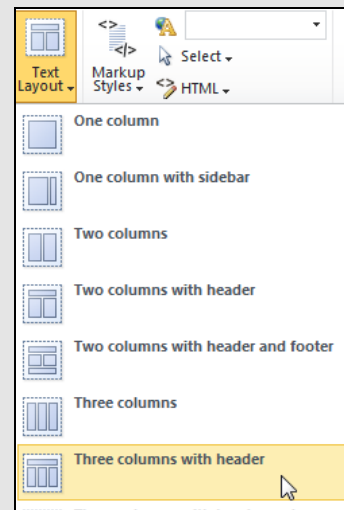 Text
Layout
Markup
Styles
Select
HTML
One column
One column with sidebar
Two columns
Two columns with header
Two columns with header and footer
Three columns
Three columns with header